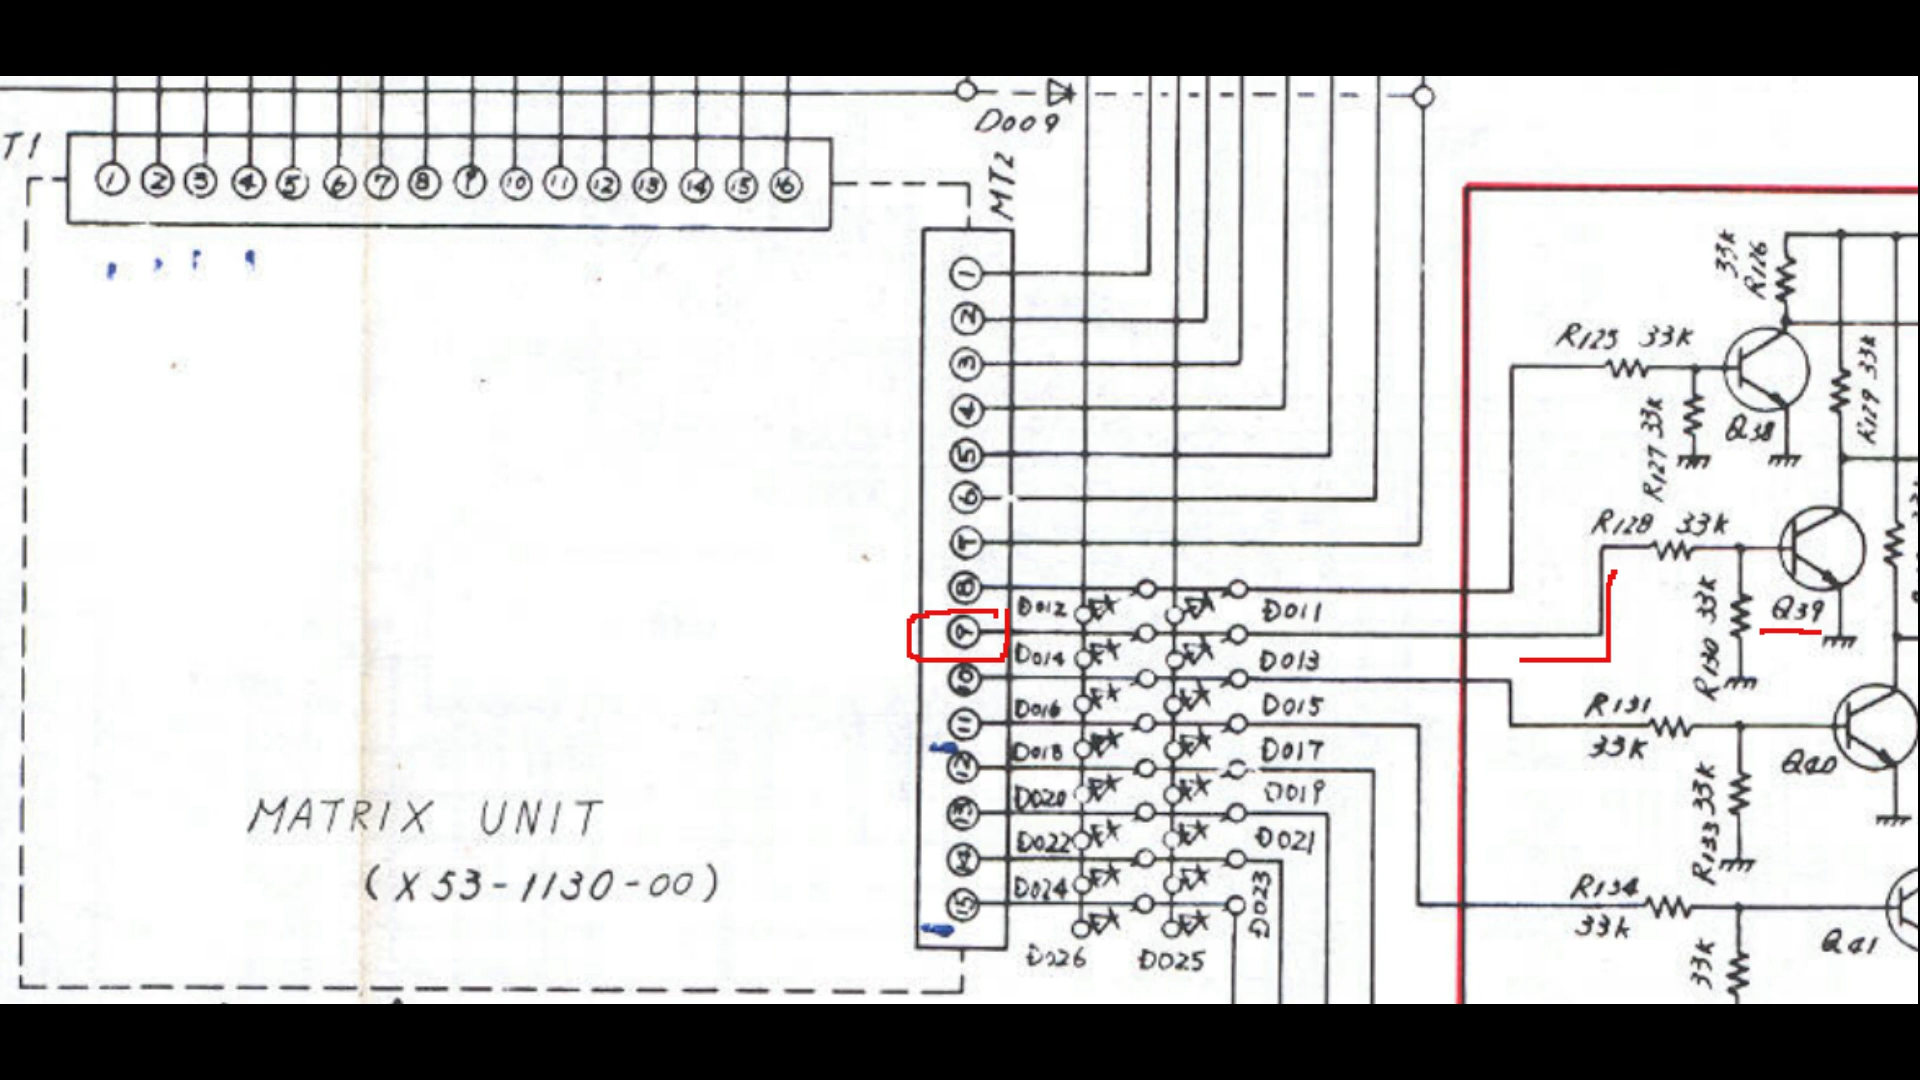 D009
T1
1 2 3 4 5 6 7 8 9 10 11 12 13 14 15 16
MT2
1
2
3
4
5
6
7
8
9
10
11
12
13
14
15
33K
R126
R125 33K
Q38
R127 33K
R129 33K
R128 33K
Q39
R130 33K
D012 D011
D014 D013
D016 D015
D018 D017
D020 D019
D022 D021
D024 D023
D026 D025
R131
33K
Q40
R133 33K
R134
33K
Q41
33K
MATRIX UNIT
(X53-1130-00)